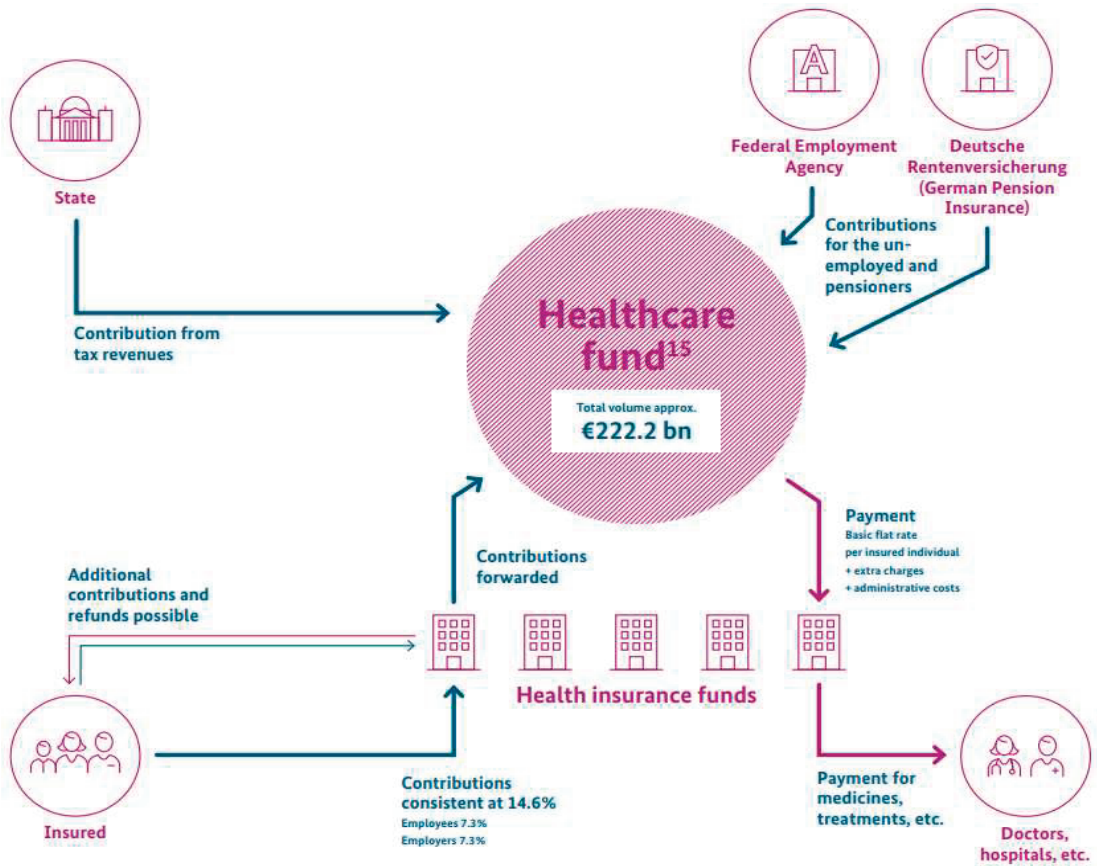 A
State
Federal Employment
Agency
Deutsche
Rentenversicherung
(German Pension
Insurance)
Contributions
for the un-
employed and
pensioners
Contribution from
tax revenues
Healthcare
fund15
Total volume approx.
€222.2 bn
Payment
Basic flat rate
per insured individual
+ extra charges
+ administrative costs
Contributions
forwarded
Additional
contributions and
refunds possible
Health insurance funds
Insured
Contributions
consistent at 14.6%
Employees 7.3%
Employers 7.3%
Payment for
medicines,
treatments, etc.
Doctors,
hospitals, etc.